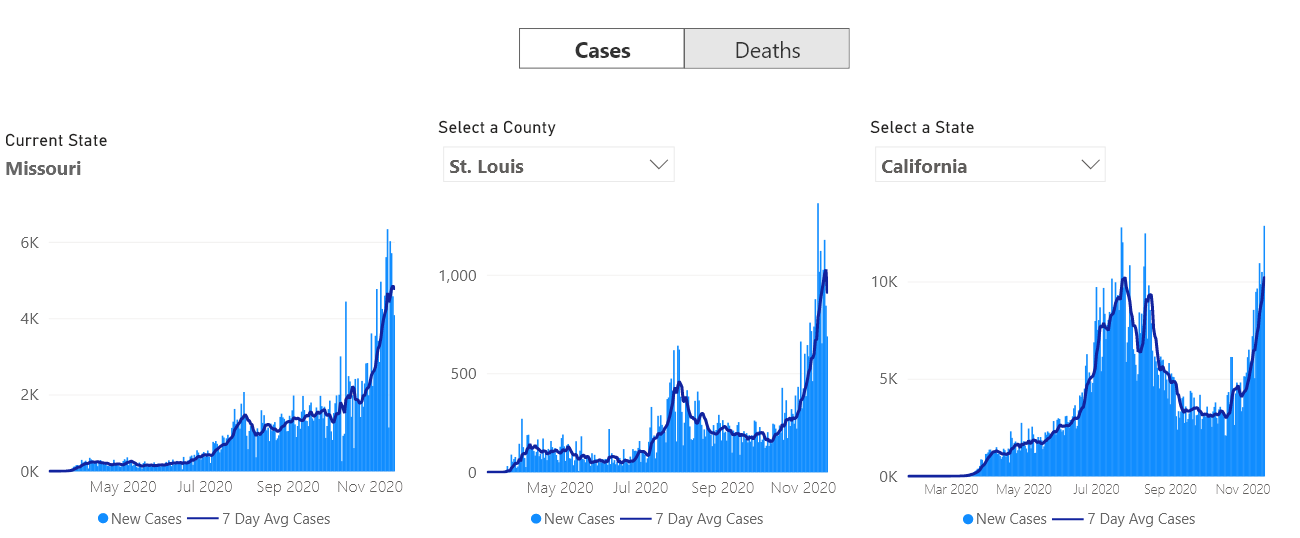 Cases Deaths
Current State
Missouri
6K
4K
2K
0K
May 2020 Jul 2020 Sep 2020 Nov 2020
New Cases 7 Day Avg Cases
Select a County
St. Louis
1,000
500
0
May 2020 Jul 2020 Sep 2020 Nov 2020
New Cases 7 Day Avg Cases
Select a State
California
10K
5K
0K
Mar 2020 May 2020 Jul 2020 Sep 2020 Nov 2020
New Cases 7 Day Avg Cases